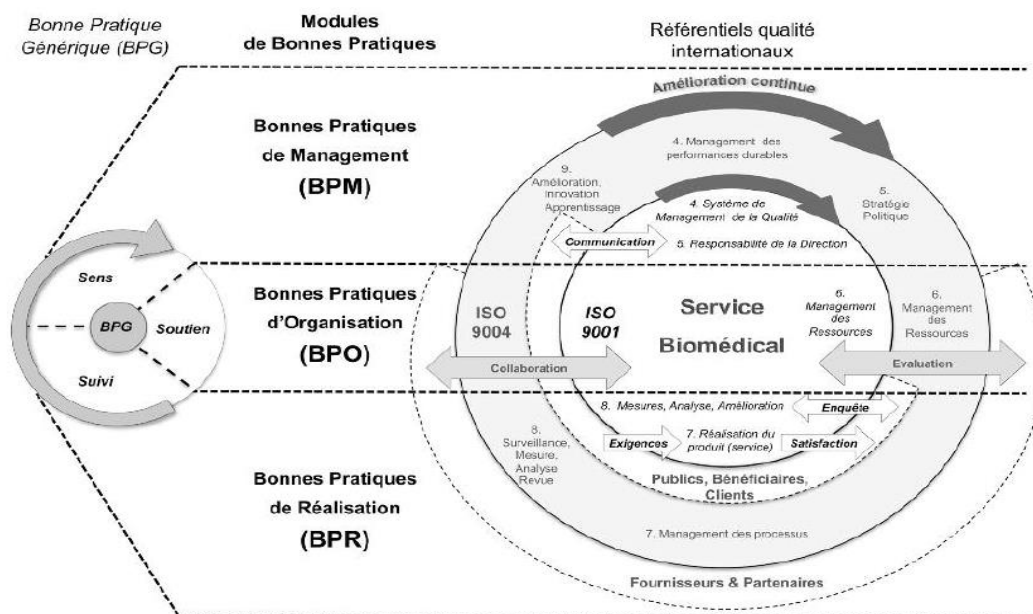 Bonne Pratique
Générique (BPG)
Modules
de Bonnes Pratiques
Référentiels qualité
internationaux
Sens
BPG
Soutien
Suivi
Bonnes Pratiques
de Management
(BPM)
Bonnes Pratiques
d'Organisation
(BPO)
Bonnes Pratiques
de Réalisation
(BPR)
Amélioration continue
4. Management des
performances durables
9.
Amélioration,
Innovation
Apprentissage
5.
Stratégie
Politique
4. Système de
Management de la Qualité
Communication
5. Responsabilité de la Direction
ISO
9004
ISO
9001
Service
Biomédical
6.
Management
des
Ressources
6.
Management
des
Ressources
Collaboration
Evaluation
8. Mesures, Analyse, Amélioration
Enquête
8.
Surveillance,
Mesure,
Analyse
Revue
Exigences
7. Réalisation du
produit (service)
Satisfaction
Publics, Bénéficiaires,
Clients
7. Management des processus
Fournisseurs & Partenaires